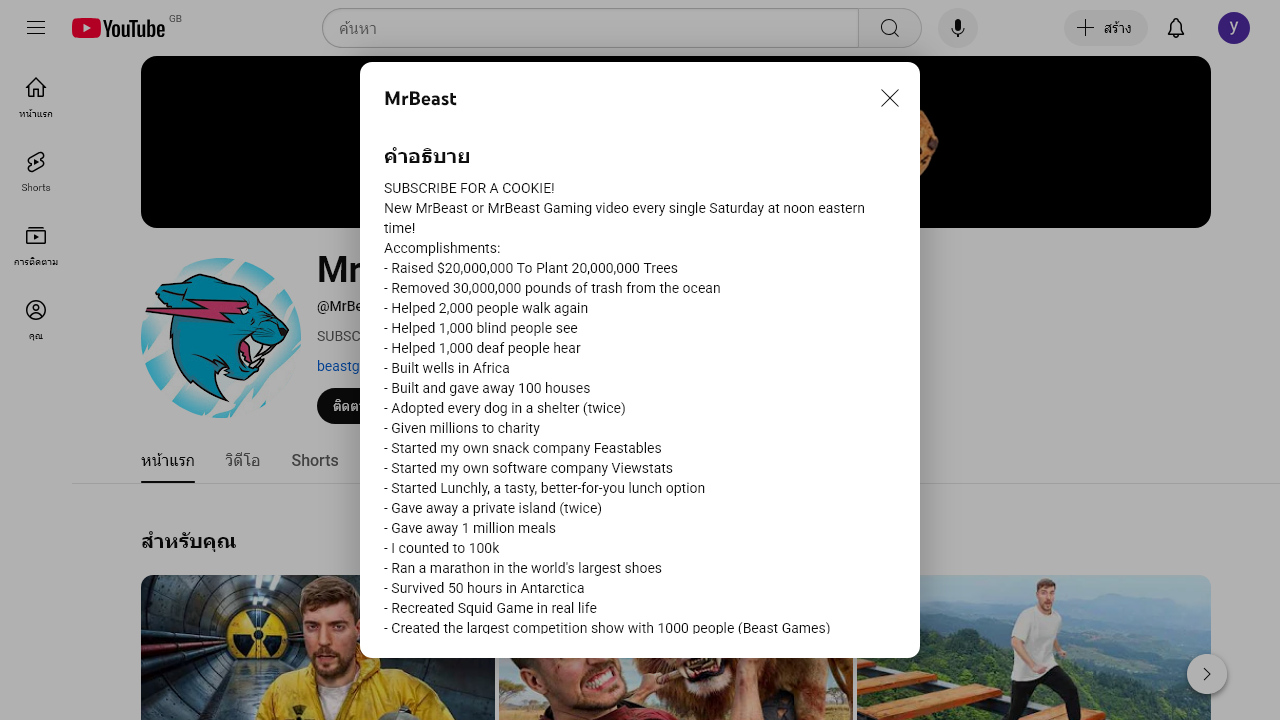 YouTube GB
ค้นหา
สร้าง
y
หน้าแรก
Shorts
การติดตาม
คุณ
MrBeast
คำอธิบาย
SUBSCRIBE FOR A COOKIE!
New MrBeast or MrBeast Gaming video every single Saturday at noon eastern
time!
Accomplishments:
- Raised $20,000,000 To Plant 20,000,000 Trees
- Removed 30,000,000 pounds of trash from the ocean
- Helped 2,000 people walk again
- Helped 1,000 blind people see
- Helped 1,000 deaf people hear
- Built wells in Africa
- Built and gave away 100 houses
- Adopted every dog in a shelter (twice)
- Given millions to charity
- Started my own snack company Feastables
- Started my own software company Viewstats
- Started Lunchly, a tasty, better-for-you lunch option
- Gave away a private island (twice)
- Gave away 1 million meals
- I counted to 100k
- Ran a marathon in the world's largest shoes
- Survived 50 hours in Antarctica
- Recreated Squid Game in real life
- Created the largest competition show with 1000 people (Beast Games)
Mr
@MrBe
SUBSC
beastg
ติดตา
หน้าแรก
วิดีโอ
Shorts
สำหรับคุณ